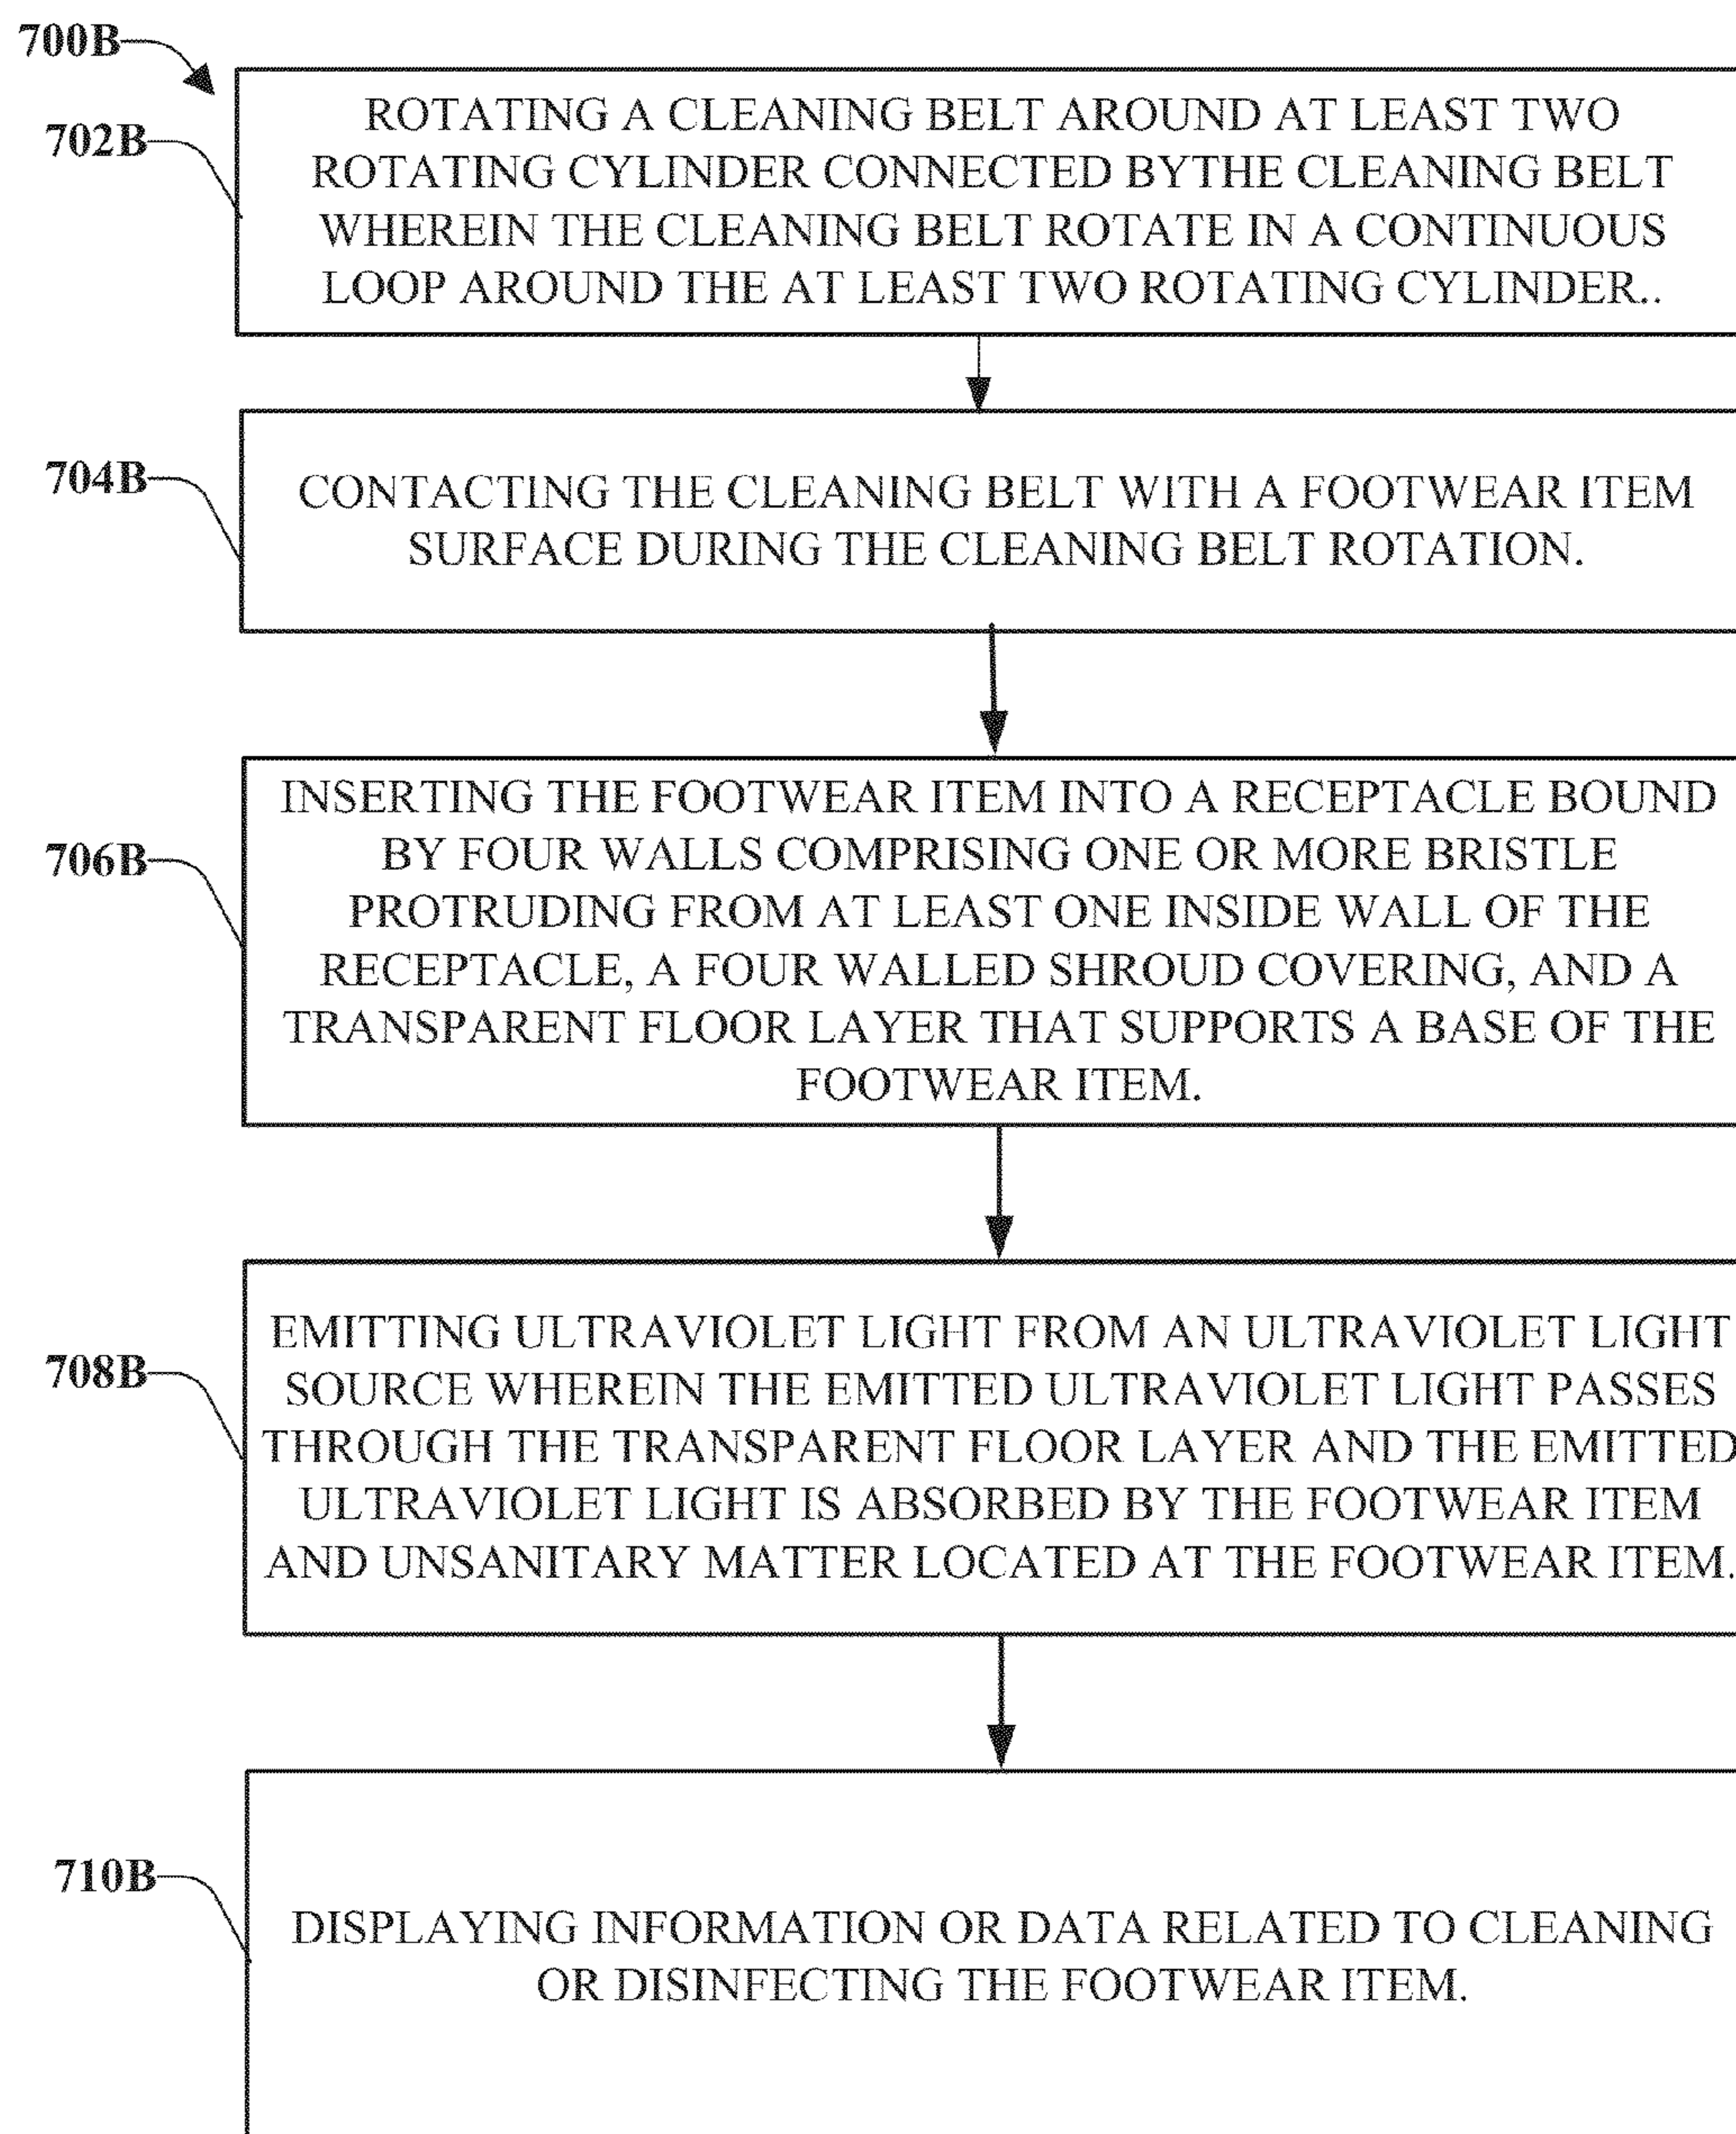 700B
702B
ROTATING A CLEANING BELT AROUND AT LEAST TWO
ROTATING CYLINDER CONNECTED BYTHE CLEANING BELT
WHEREIN THE CLEANING BELT ROTATE IN A CONTINUOUS
LOOP AROUND THE AT LEAST TWO ROTATING CYLINDER..
704B
CONTACTING THE CLEANING BELT WITH A FOOTWEAR ITEM
SURFACE DURING THE CLEANING BELT ROTATION.
706B
INSERTING THE FOOTWEAR ITEM INTO A RECEPTACLE BOUND
BY FOUR WALLS COMPRISING ONE OR MORE BRISTLE
PROTRUDING FROM AT LEAST ONE INSIDE WALL OF THE
RECEPTACLE, A FOUR WALLED SHROUD COVERING, AND A
TRANSPARENT FLOOR LAYER THAT SUPPORTS A BASE OF THE
FOOTWEAR ITEM.
708B
EMITTING ULTRAVIOLET LIGHT FROM AN ULTRAVIOLET LIGHT
SOURCE WHEREIN THE EMITTED ULTRAVIOLET LIGHT PASSES
THROUGH THE TRANSPARENT FLOOR LAYER AND THE EMITTED
ULTRAVIOLET LIGHT IS ABSORBED BY THE FOOTWEAR ITEM
AND UNSANITARY MATTER LOCATED AT THE FOOTWEAR ITEM.
710B
DISPLAYING INFORMATION OR DATA RELATED TO CLEANING
OR DISINFECTING THE FOOTWEAR ITEM.